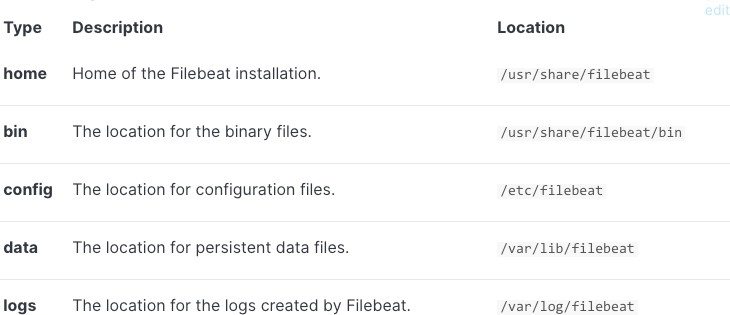 edit
Type Description Location
home Home of the Filebeat installation. /usr/share/filebeat
bin The location for the binary files. /usr/share/filebeat/bin
config The location for configuration files. /etc/filebeat
data The location for persistent data files. /var/lib/filebeat
logs The location for the logs created by Filebeat. /var/log/filebeat